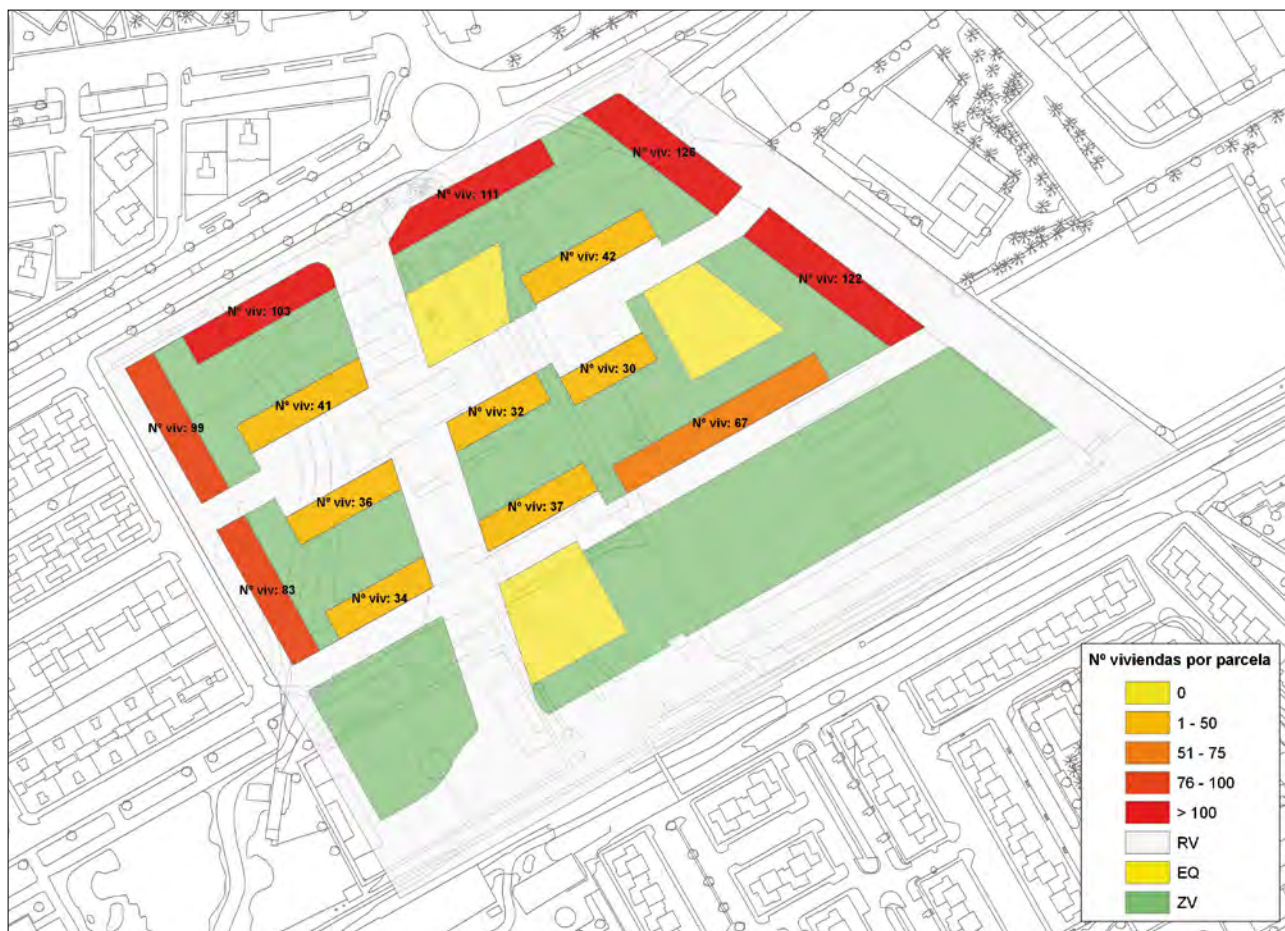 Nº viv: 126
Nº viv: 111
Nº viv: 42
Nº viv: 122
Nº viv: 103
Nº viv: 30
Nº viv: 41
Nº viv: 32
Nº viv: 99
Nº viv: 67
Nº viv: 36
Nº viv: 37
Nº viv: 83
Nº viv: 34
Nº viviendas por parcela
0
1 - 50
51 - 75
76 - 100
> 100
RV
EQ
ZV